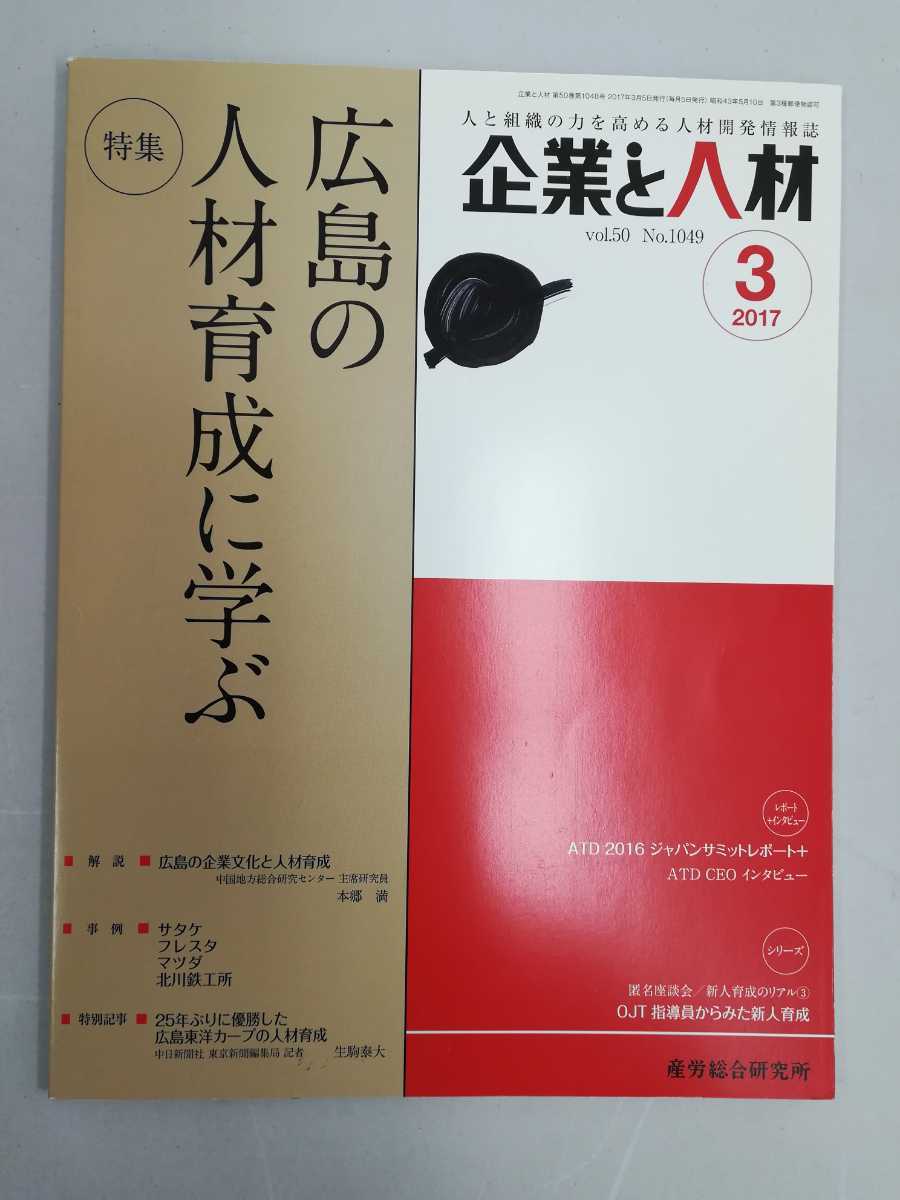 企業と人材 第50巻第1048号 2017年3月5日発行(毎月5日発行) 昭和43年5月10日 第3種郵便物認可
人と組織の力を高める人材開発情報誌
企業と人材
vol.50 No.1049
3
2017
特集
広島の
人材育成に学ぶ
■ 解説 ■ 広島の企業文化と人材育成
中国地方総合研究センター 主席研究員
本郷 満
■ 事例 ■ サタケ
フレスタ
マツダ
北川鉄工所
■ 特別記事 ■ 25年ぶりに優勝した
広島東洋カープの人材育成
中日新聞社 東京新聞編集局 記者 生駒泰大
レポート
+インタビュー
ATD 2016 ジャパンサミットレポート+
ATD CEO インタビュー
シリーズ
匿名座談会/新人育成のリアル③
OJT 指導員からみた新人育成
産労総合研究所